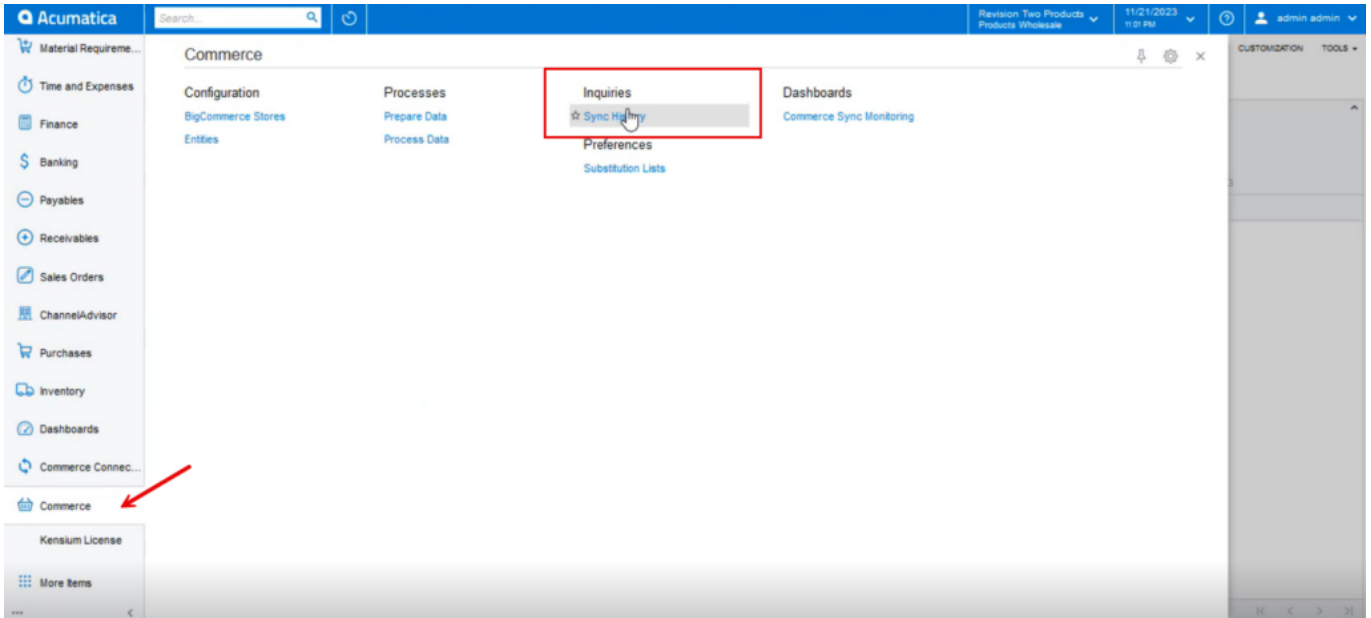 Acumatica
Search...
Revision Two Products
Products Wholesale
11/21/2023
11:01 PM
admin admin
CUSTOMIZATION TOOLS
Material Requireme...
Time and Expenses
Finance
Banking
Payables
Receivables
Sales Orders
ChannelAdvisor
Purchases
Inventory
Dashboards
Commerce Connec...
Commerce
Kensium License
More Items
Commerce
Configuration
BigCommerce Stores
Entities
Processes
Prepare Data
Process Data
Inquiries
Sync History
Preferences
Substitution Lists
Dashboards
Commerce Sync Monitoring